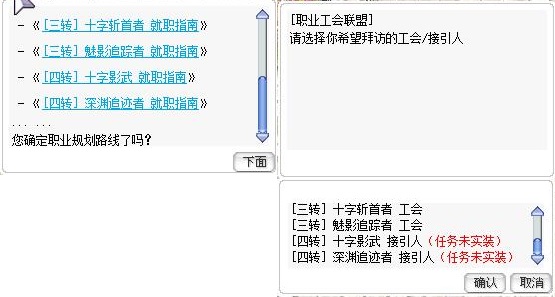 - 《[三转] 十字斩首者 就职指南》
- 《[三转] 魅影追踪者 就职指南》
- 《[四转] 十字影武 就职指南》
- 《[四转] 深渊追迹者 就职指南》
... ...
您确定职业规划路线了吗?
下面
[职业工会联盟]
请选择你希望拜访的工会/接引人
[三转] 十字斩首者 工会
[三转] 魅影追踪者 工会
[四转] 十字影武 接引人（任务未实装）
[四转] 深渊追迹者 接引人（任务未实装）
确认 取消